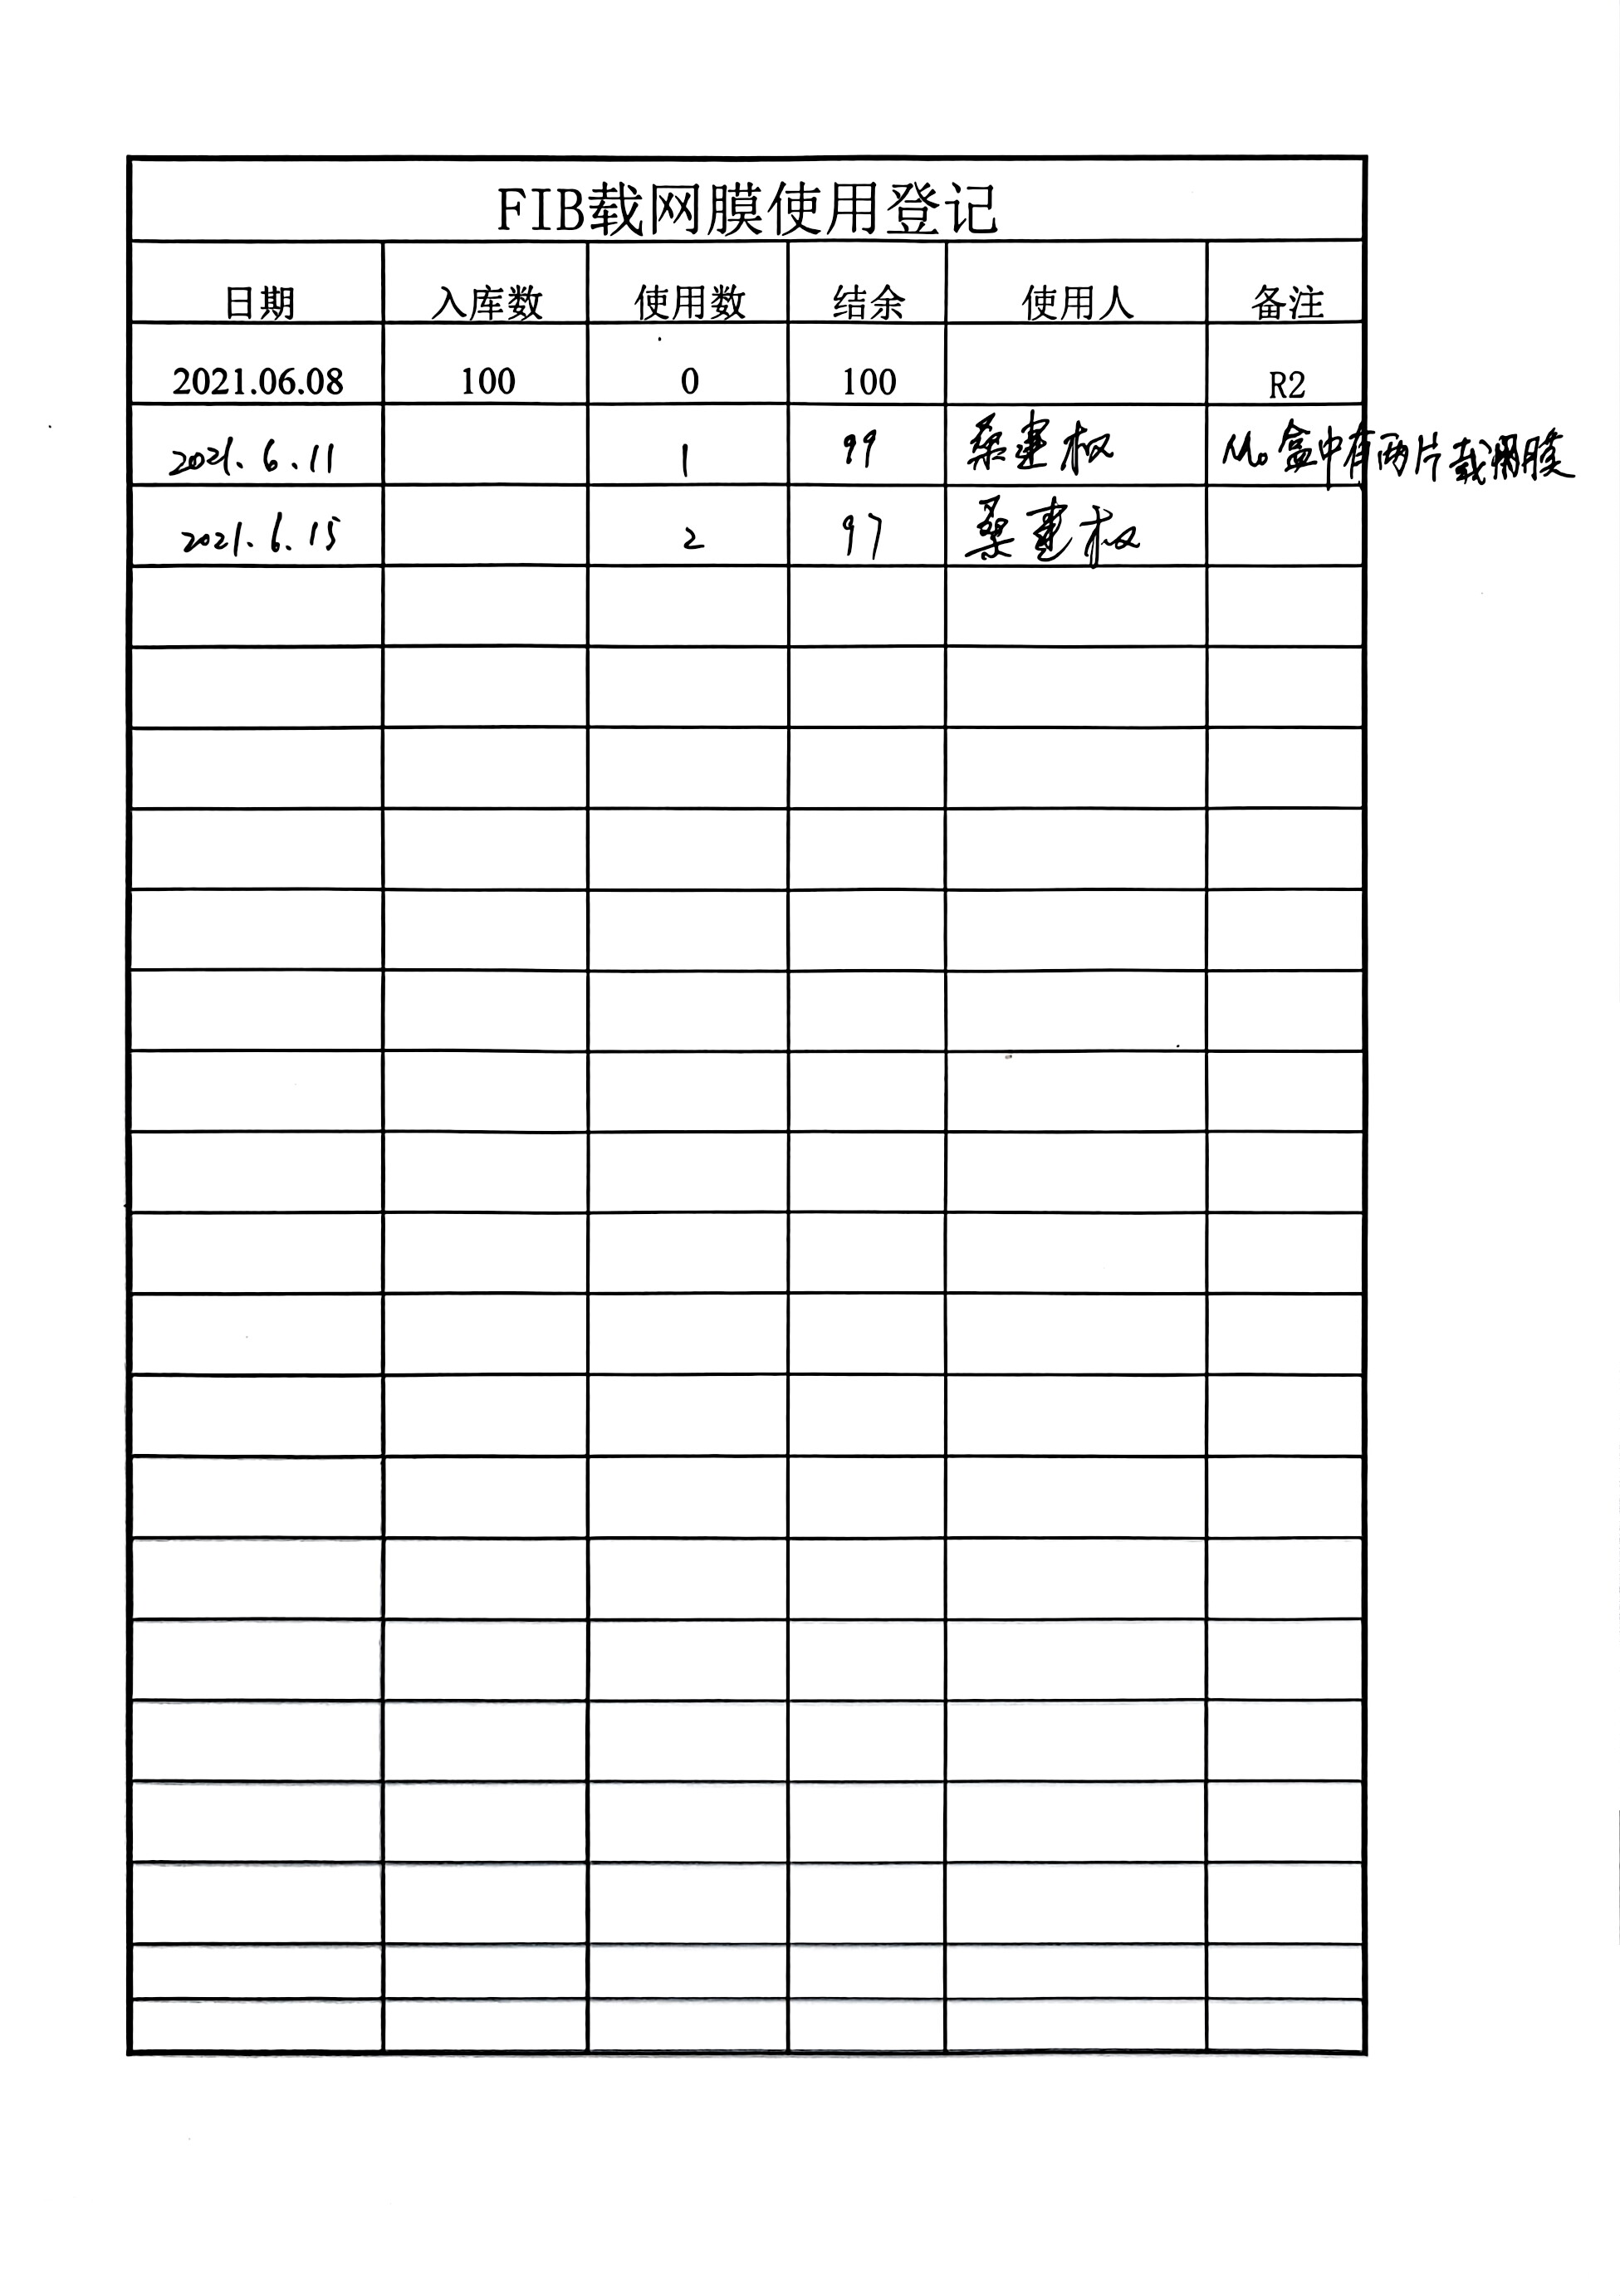 FIB载网膜使用登记
日期 入库数 使用数 结余 使用人 备注
2021.06.08 100 0 100 R2
2021.6.11 1 99 桑建权 Mo盒中有两片载网膜
2021.6.15 2 97 桑建权